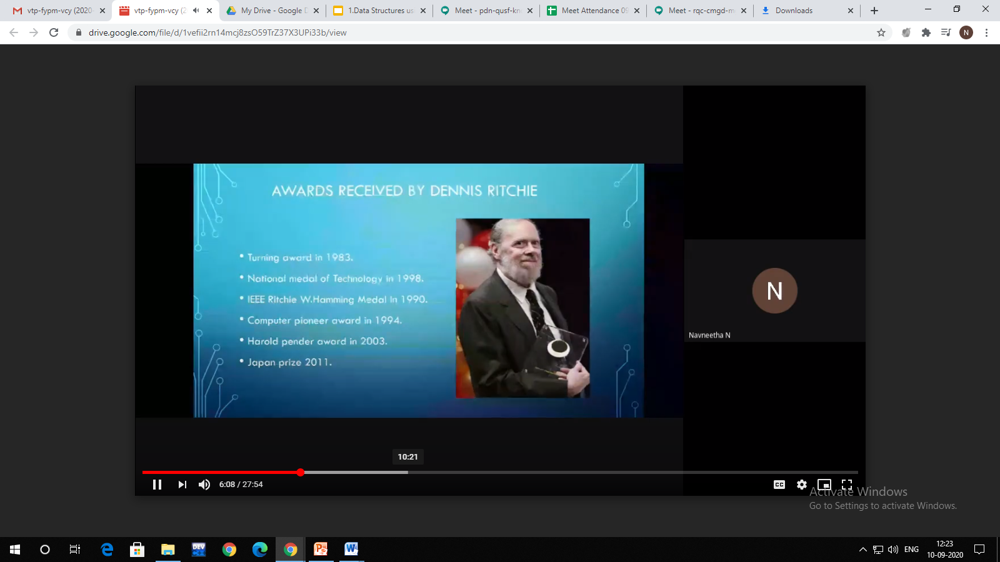 vtp-fypm-vcy (2020-
vtp-fypm-vcy (2
My Drive - Google D
1.Data Structures us
Meet - pdn-qusf-kn
Meet Attendance 09
Meet - rqc-cmgd-m
Downloads
drive.google.com/file/d/1vefii2rn14mcj8zsO59TrZ37X3UPi33b/view
N
AWARDS RECEIVED BY DENNIS RITCHIE
• Turning award in 1983.
• National medal of Technology in 1998.
• IEEE Ritchie W.Hamming Medal in 1990.
• Computer pioneer award in 1994.
• Harold pender award in 2003.
• Japan prize 2011.
N
Navneetha N
10:21
6:08 / 27:54
CC
Activate Windows
Go to Settings to activate Windows.
DEV
ENG
12:23
10-09-2020